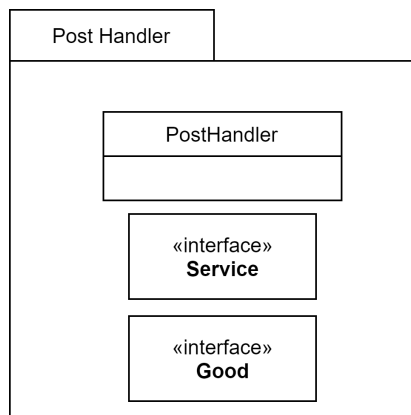 Post Handler
PostHandler
«interface»
Service
«interface»
Good